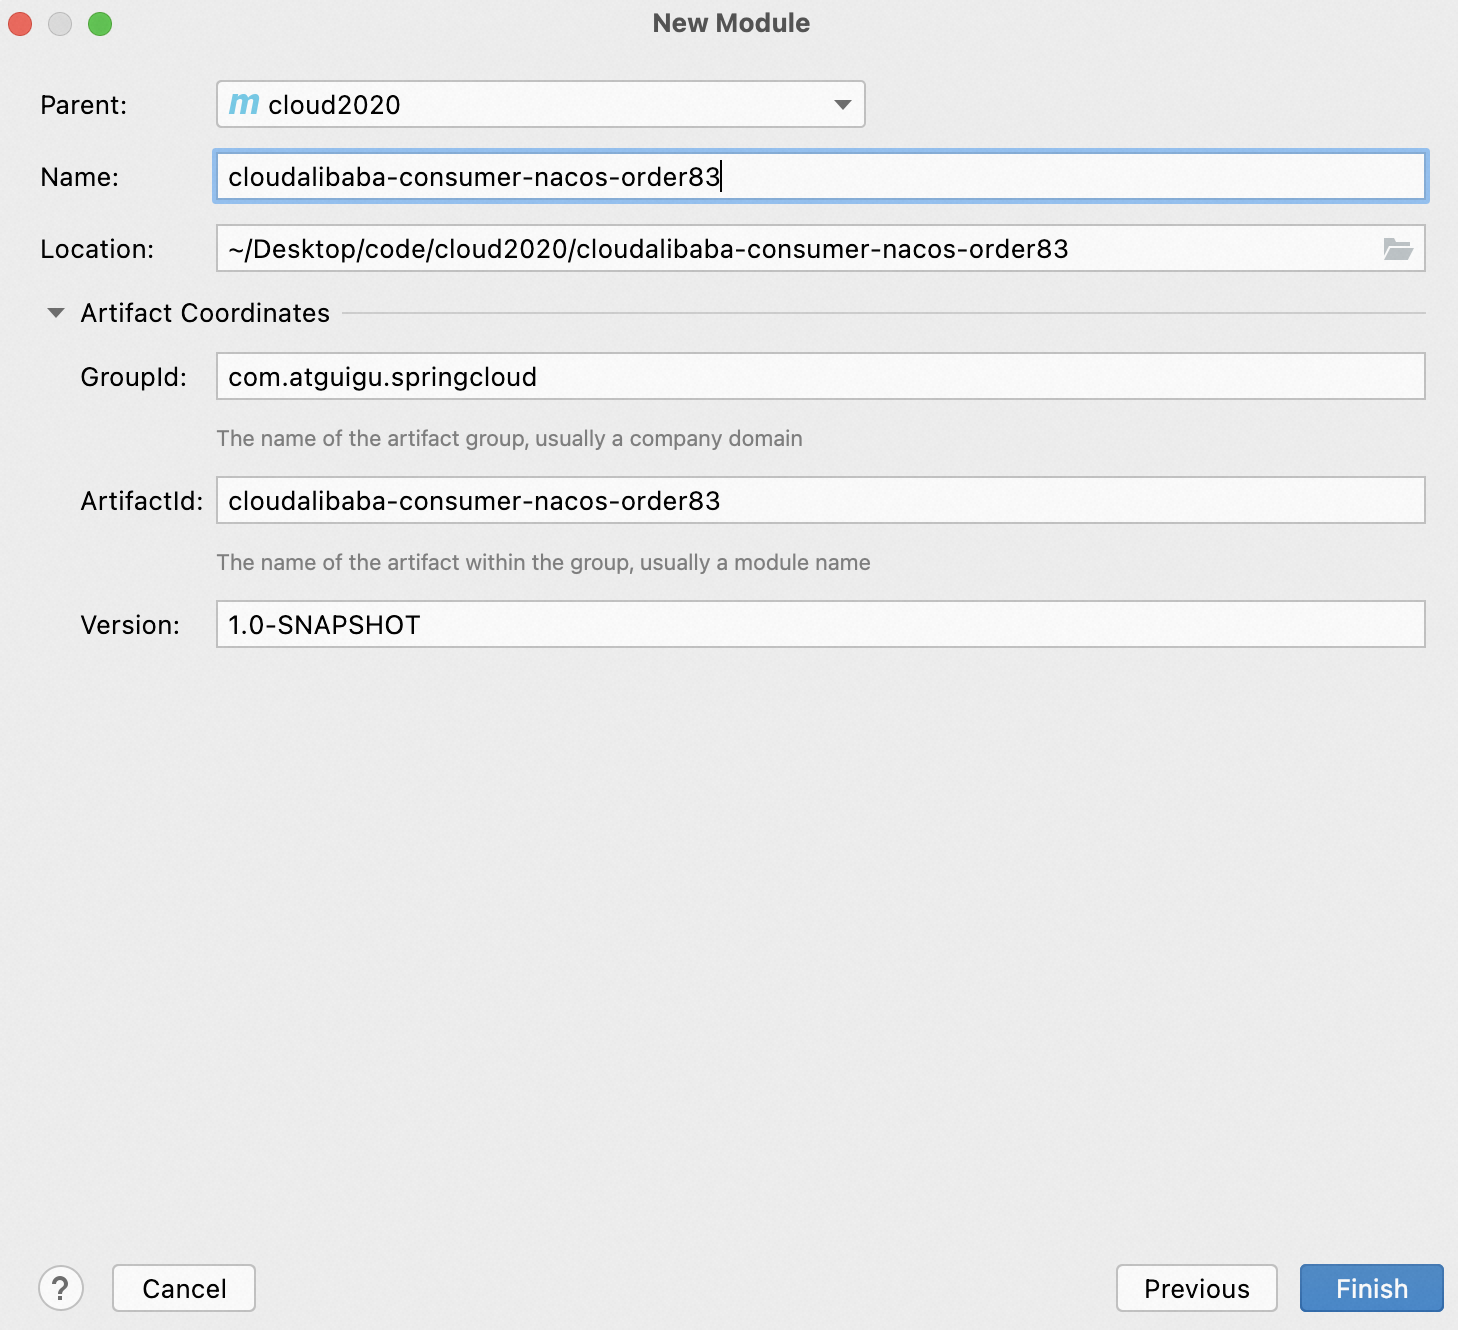 New Module
Parent: m cloud2020
Name: cloudalibaba-consumer-nacos-order83
Location: ~/Desktop/code/cloud2020/cloudalibaba-consumer-nacos-order83
Artifact Coordinates
GroupId: com.atguigu.springcloud
The name of the artifact group, usually a company domain
ArtifactId: cloudalibaba-consumer-nacos-order83
The name of the artifact within the group, usually a module name
Version: 1.0-SNAPSHOT
? Cancel Previous Finish